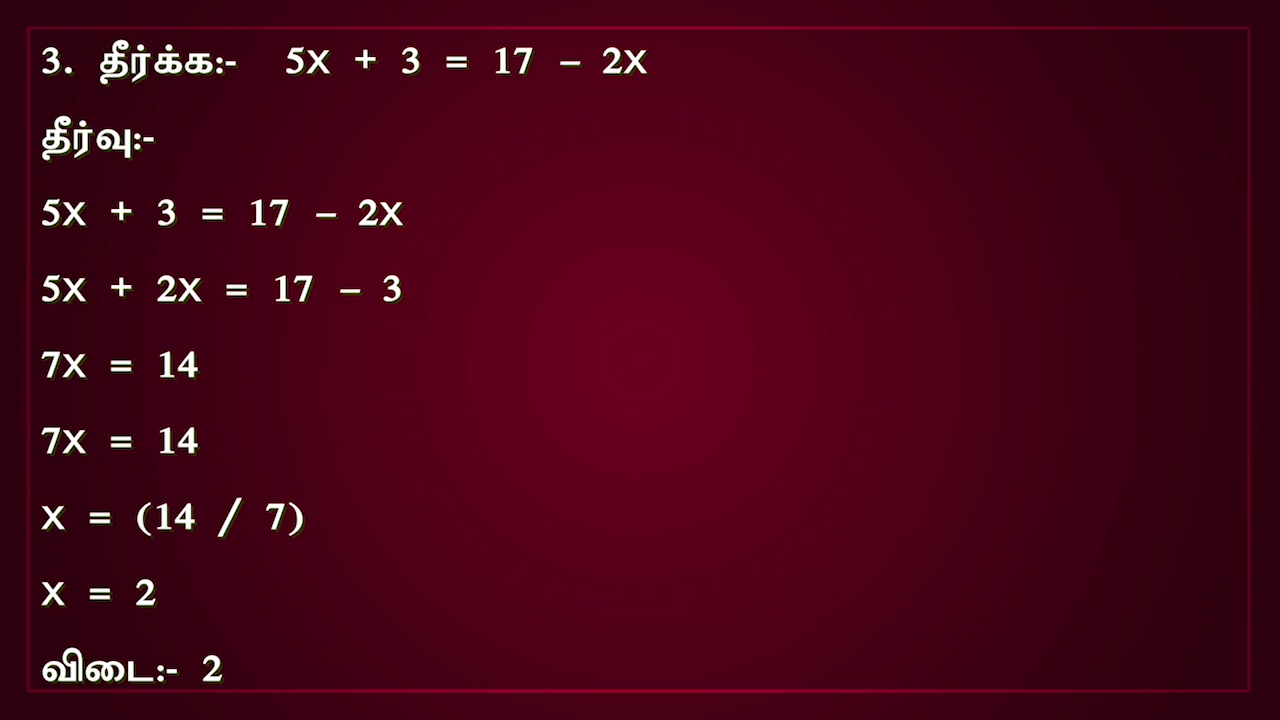 3. தீர்க்க:- 5x + 3 = 17 – 2x
தீர்வு:-
5x + 3 = 17 – 2x
5x + 2x = 17 – 3
7x = 14
7x = 14
x = (14 / 7)
x = 2
விடை:- 2